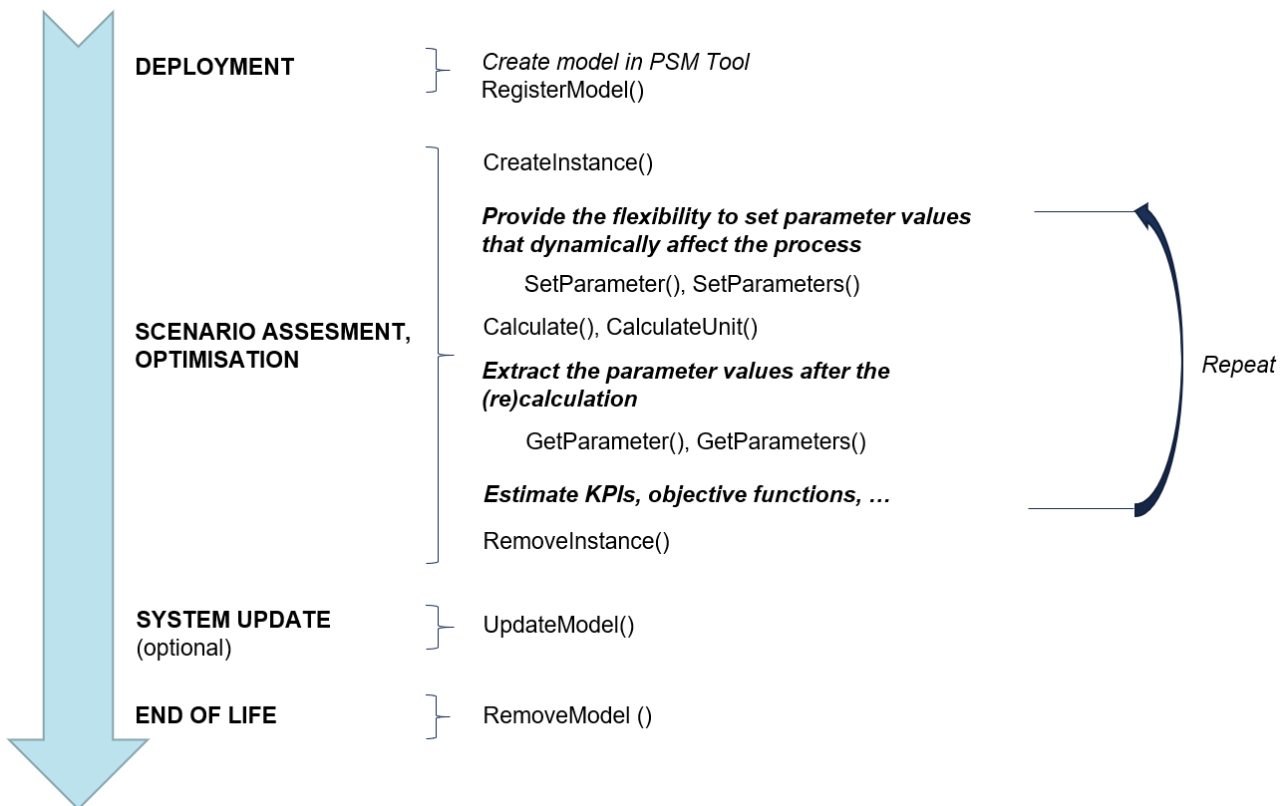 DEPLOYMENT
Create model in PSM Tool
RegisterModel()
CreateInstance()
Provide the flexibility to set parameter values
that dynamically affect the process
SetParameter(), SetParameters()
SCENARIO ASSESMENT,
OPTIMISATION
Calculate(), CalculateUnit()
Extract the parameter values after the
(re)calculation
GetParameter(), GetParameters()
Estimate KPIs, objective functions, …
RemoveInstance()
Repeat
SYSTEM UPDATE
(optional)
UpdateModel()
END OF LIFE
RemoveModel ()